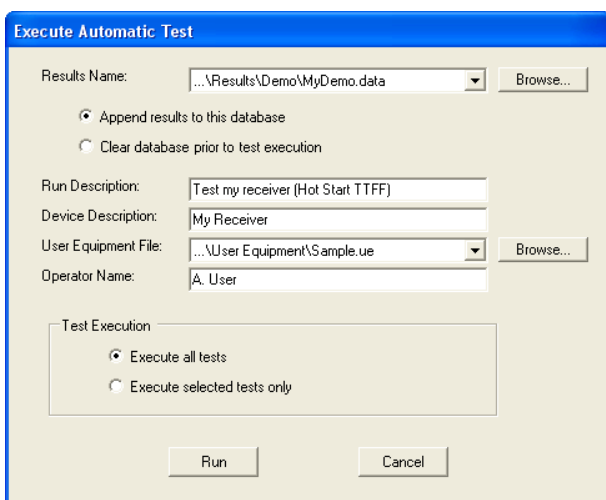 Execute Automatic Test
Results Name: ...\Results\Demo\MyDemo.data Browse...
Append results to this database
Clear database prior to test execution
Run Description: Test my receiver (Hot Start TTFF)
Device Description: My Receiver
User Equipment File: ...\User Equipment\Sample.ue Browse...
Operator Name: A. User
Test Execution
Execute all tests
Execute selected tests only
Run Cancel